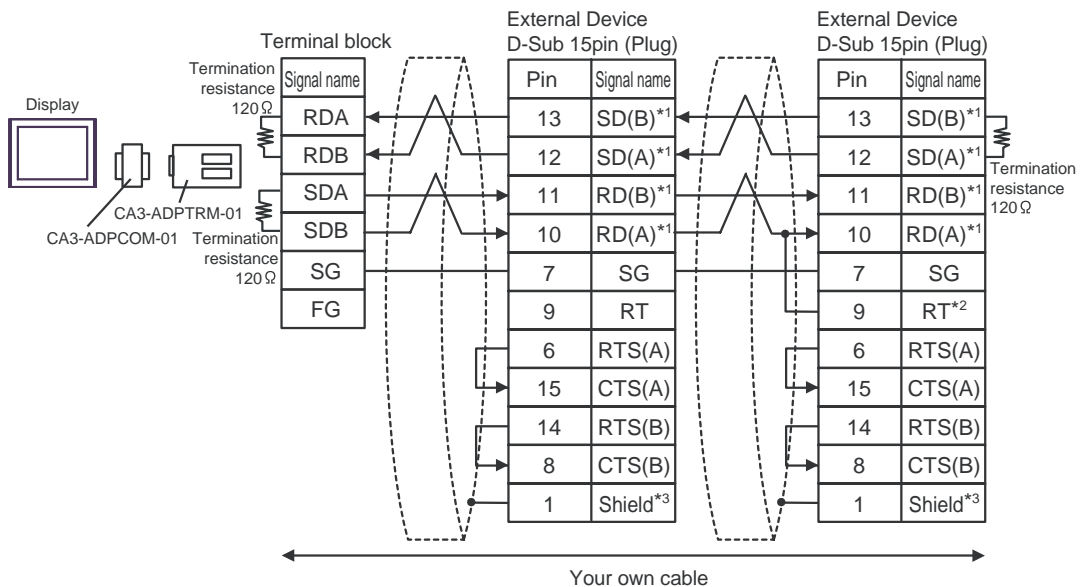 Display
CA3-ADPTRM-01
CA3-ADPCOM-01
Terminal block
Termination
resistance
120Ω
Termination
resistance
120Ω
Signal name
RDA
RDB
SDA
SDB
SG
FG
External Device
D-Sub 15pin (Plug)
Pin Signal name
13 SD(B)*1
12 SD(A)*1
11 RD(B)*1
10 RD(A)*1
7 SG
9 RT
6 RTS(A)
15 CTS(A)
14 RTS(B)
8 CTS(B)
1 Shield*3
External Device
D-Sub 15pin (Plug)
Pin Signal name
13 SD(B)*1
12 SD(A)*1
11 RD(B)*1
10 RD(A)*1
7 SG
9 RT*2
6 RTS(A)
15 CTS(A)
14 RTS(B)
8 CTS(B)
1 Shield*3
Termination
resistance
120Ω
Your own cable